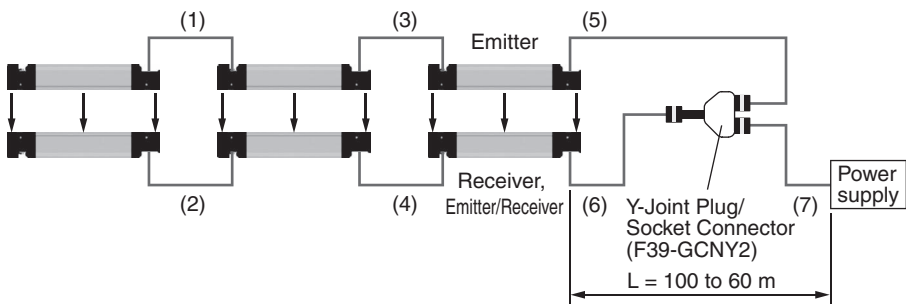 (1)
(3)
Emitter
(5)
(2)
(4)
Receiver,
Emitter/Receiver
(6)
Y-Joint Plug/
Socket Connector
(F39-GCNY2)
(7)
Power
supply
L = 100 to 60 m